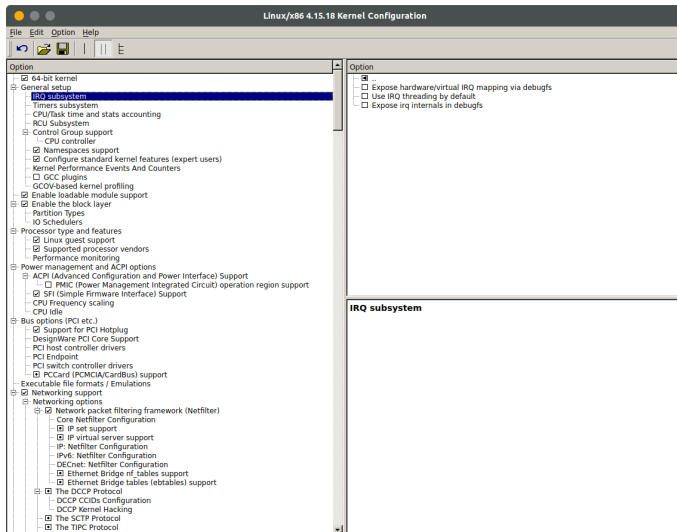 Linux/x86 4.15.18 Kernel Configuration
File Edit Option Help
Option
64-bit kernel
General setup
IRQ subsystem
Timers subsystem
CPU/Task time and stats accounting
RCU Subsystem
Control Group support
CPU controller
Namespaces support
Configure standard kernel features (expert users)
Kernel Performance Events And Counters
GCC plugins
GCOV-based kernel profiling
Enable loadable module support
Enable the block layer
Partition Types
IO Schedulers
Processor type and features
Linux guest support
Supported processor vendors
Performance monitoring
Power management and ACPI options
ACPI (Advanced Configuration and Power Interface) Support
PMIC (Power Management Integrated Circuit) operation region support
SFI (Simple Firmware Interface) Support
CPU Frequency scaling
CPU Idle
Bus options (PCI etc.)
Support for PCI Hotplug
DesignWare PCI Core Support
PCI host controller drivers
PCI Endpoint
PCI switch controller drivers
PCCard (PCMCIA/CardBus) support
Executable file formats / Emulations
Networking support
Networking options
Network packet filtering framework (Netfilter)
Core Netfilter Configuration
IP set support
IP virtual server support
IP: Netfilter Configuration
IPv6: Netfilter Configuration
DECnet: Netfilter Configuration
Ethernet Bridge nf_tables support
Ethernet Bridge tables (ebtables) support
The DCCP Protocol
DCCP CCIDs Configuration
DCCP Kernel Hacking
The SCTP Protocol
The TIPC Protocol
Option
..
Expose hardware/virtual IRQ mapping via debugfs
Use IRQ threading by default
Expose irq internals in debugfs
IRQ subsystem